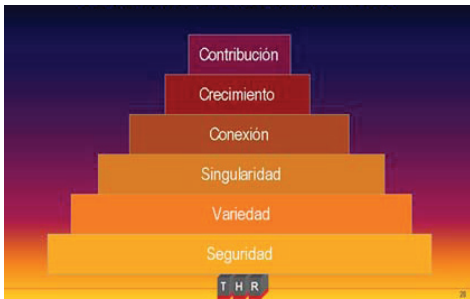 Contribución
Crecimiento
Conexión
Singularidad
Variedad
Seguridad
T H R